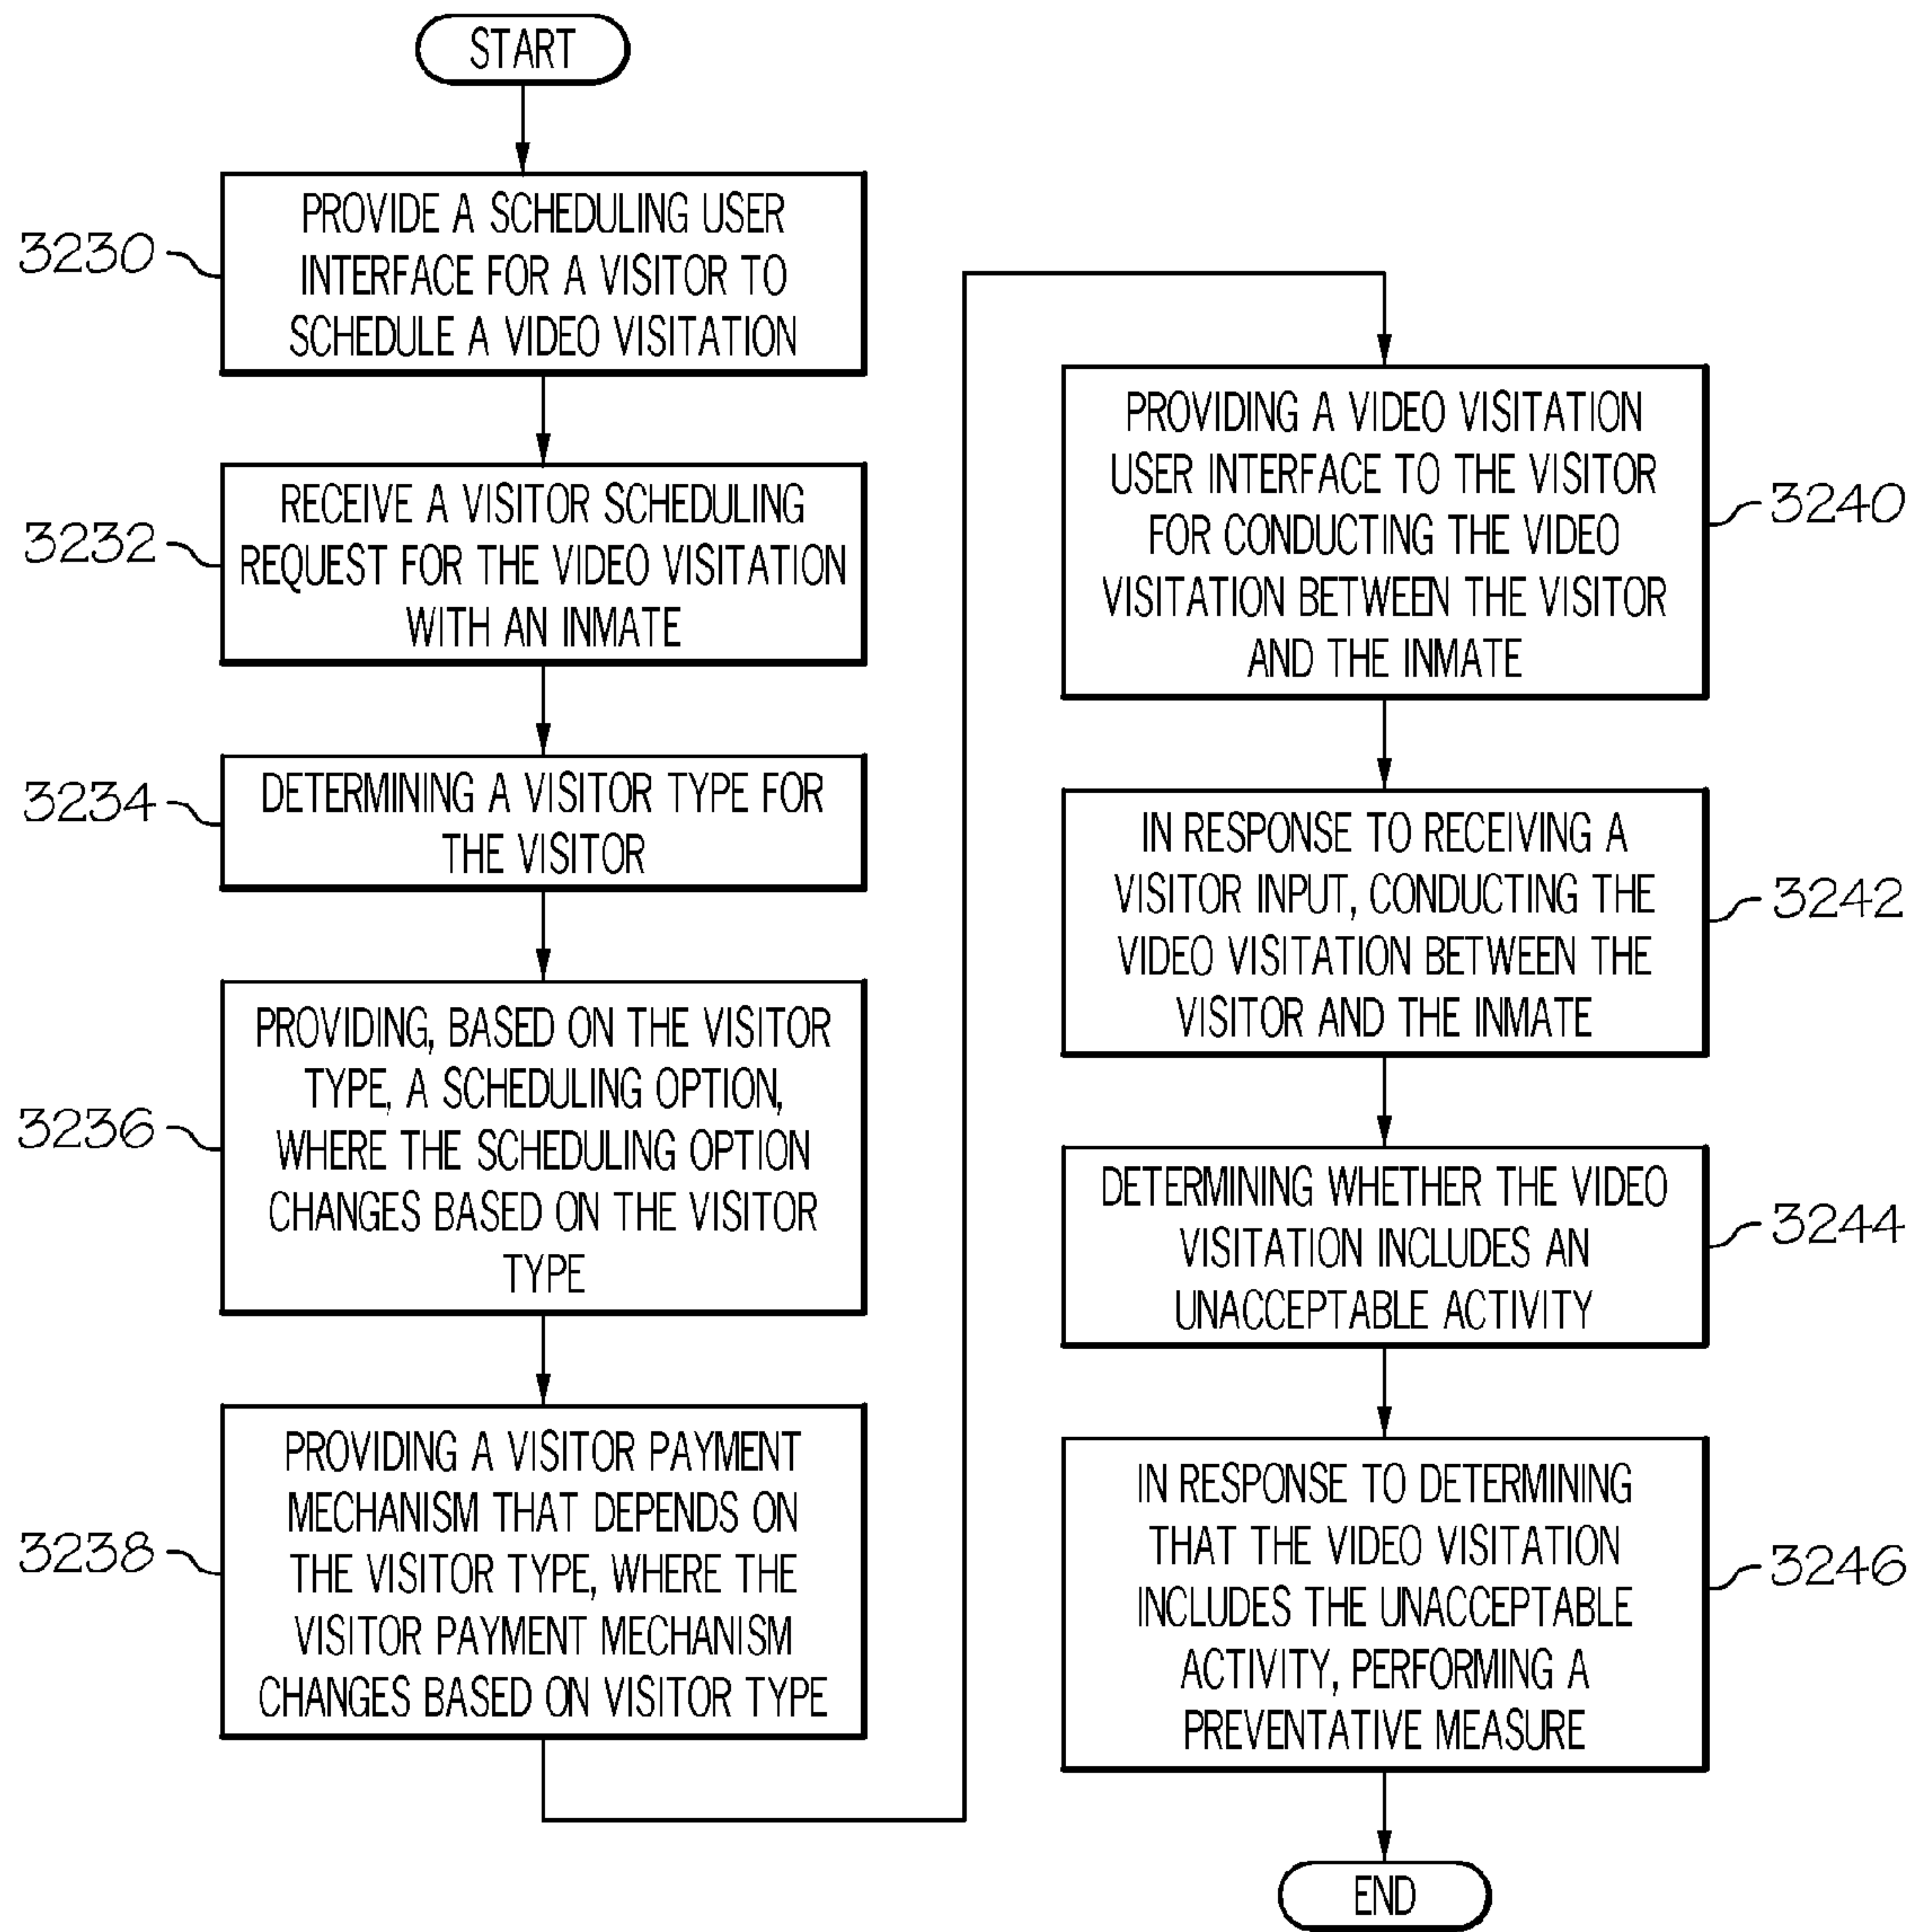 START
3230
PROVIDE A SCHEDULING USER
INTERFACE FOR A VISITOR TO
SCHEDULE A VIDEO VISITATION
3232
RECEIVE A VISITOR SCHEDULING
REQUEST FOR THE VIDEO VISITATION
WITH AN INMATE
3234
DETERMINING A VISITOR TYPE FOR
THE VISITOR
3236
PROVIDING, BASED ON THE VISITOR
TYPE, A SCHEDULING OPTION,
WHERE THE SCHEDULING OPTION
CHANGES BASED ON THE VISITOR
TYPE
3238
PROVIDING A VISITOR PAYMENT
MECHANISM THAT DEPENDS ON
THE VISITOR TYPE, WHERE THE
VISITOR PAYMENT MECHANISM
CHANGES BASED ON VISITOR TYPE
PROVIDING A VIDEO VISITATION
USER INTERFACE TO THE VISITOR
FOR CONDUCTING THE VIDEO
VISITATION BETWEEN THE VISITOR
AND THE INMATE
3240
IN RESPONSE TO RECEIVING A
VISITOR INPUT, CONDUCTING THE
VIDEO VISITATION BETWEEN THE
VISITOR AND THE INMATE
3242
DETERMINING WHETHER THE VIDEO
VISITATION INCLUDES AN
UNACCEPTABLE ACTIVITY
3244
IN RESPONSE TO DETERMINING
THAT THE VIDEO VISITATION
INCLUDES THE UNACCEPTABLE
ACTIVITY, PERFORMING A
PREVENTATIVE MEASURE
3246
END